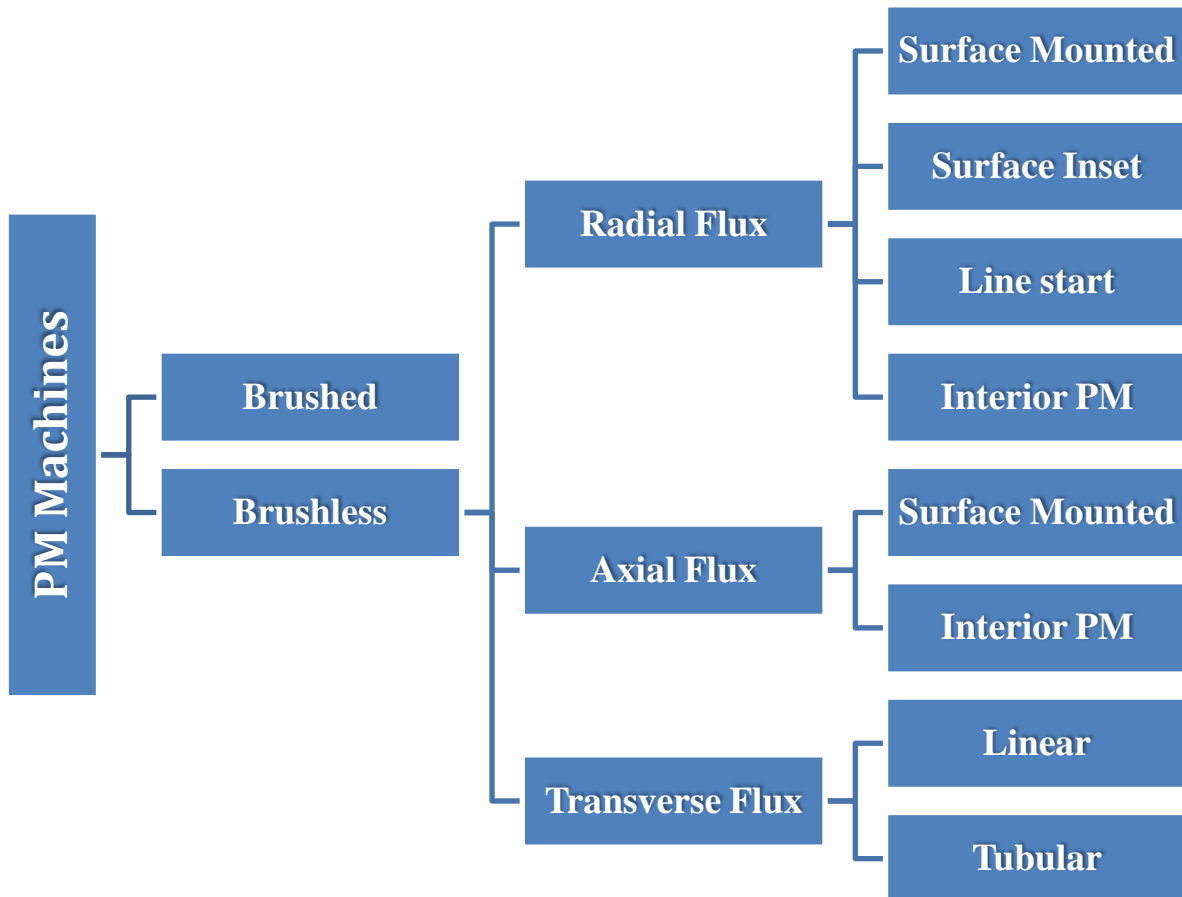 PM Machines
Brushed
Brushless
Radial Flux
Axial Flux
Transverse Flux
Surface Mounted
Surface Inset
Line start
Interior PM
Surface Mounted
Interior PM
Linear
Tubular